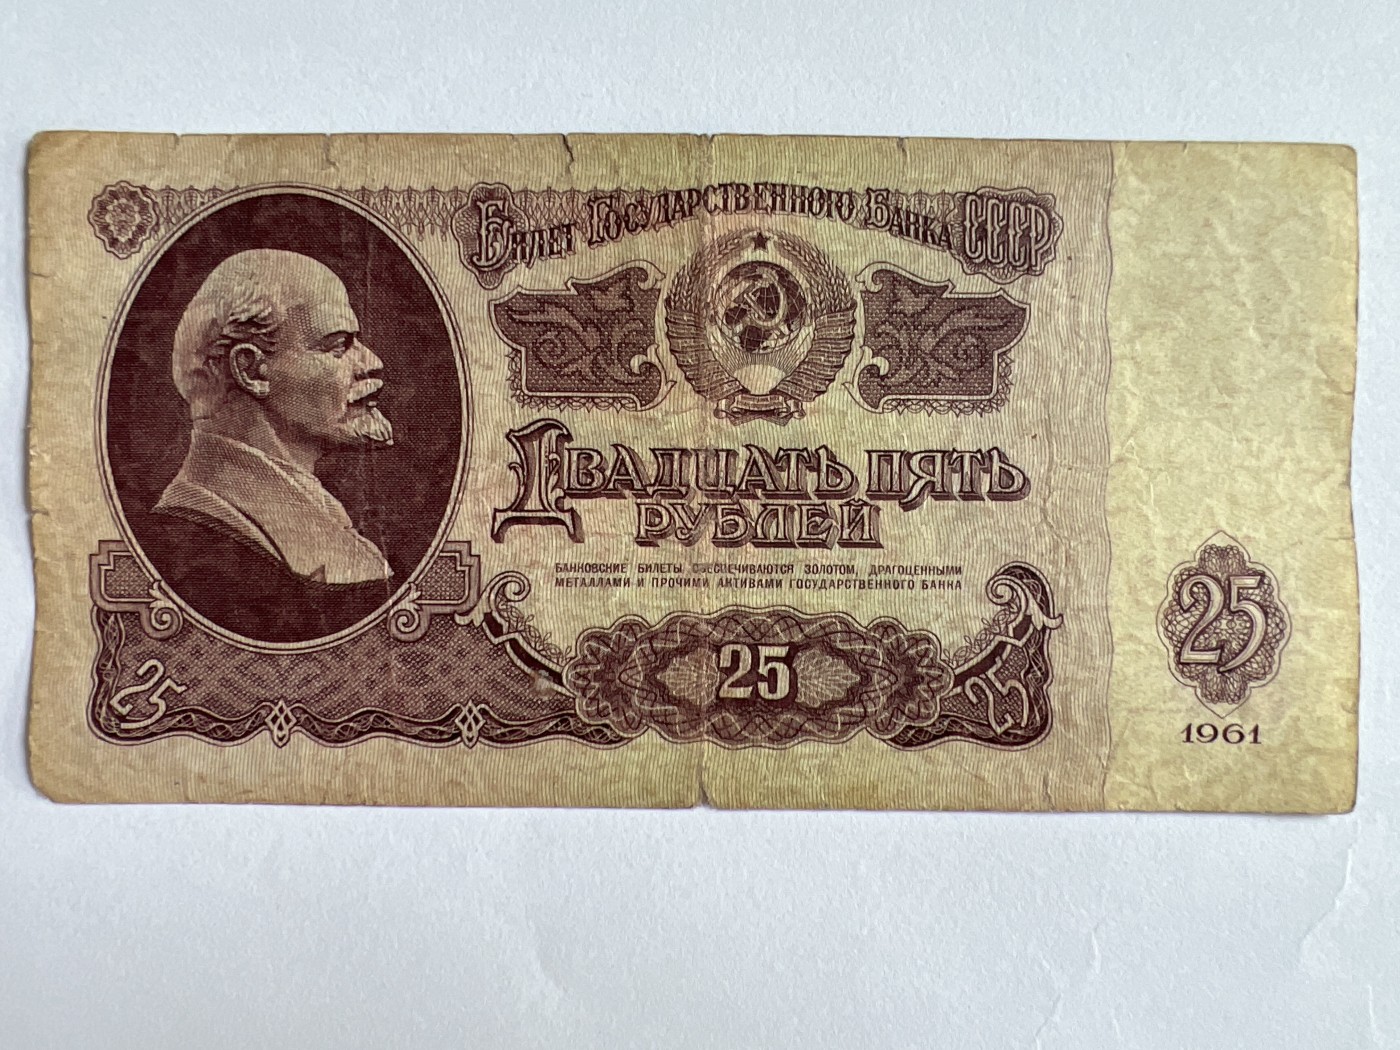 Билет Государственного Банка СССР
Двадцать пять
рублей
БАНКОВСКИЕ БИЛЕТЫ ОБЕСПЕЧИВАЮТСЯ ЗОЛОТОМ, ДРАГОЦЕННЫМИ
МЕТАЛЛАМИ И ПРОЧИМИ АКТИВАМИ ГОСУДАРСТВЕННОГО БАНКА
25
25
25
25
1961